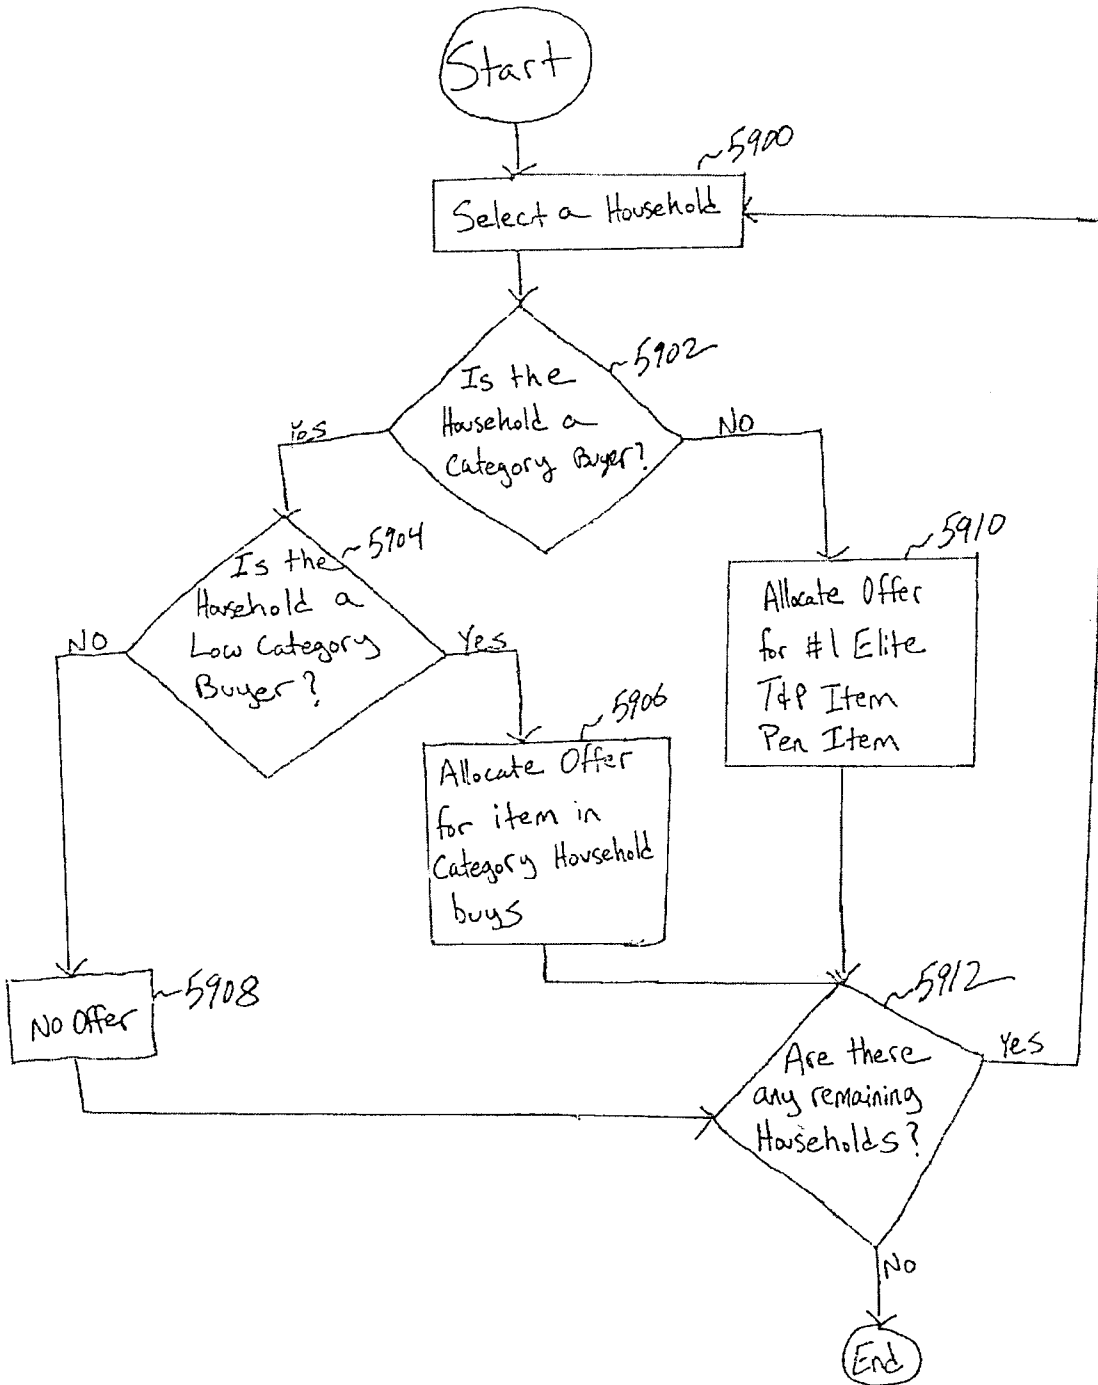 Start
5900
Select a Household
5902
Is the
Household a
Category Buyer?
Yes
NO
5904
Is the
Household a
Low Category
Buyer?
NO
Yes
5910
Allocate Offer
for #1 Elite
T&P Item
Pen Item
5906
Allocate Offer
for item in
Category Household
buys
5908
No Offer
5912
Are there
any remaining
Households?
Yes
NO
End